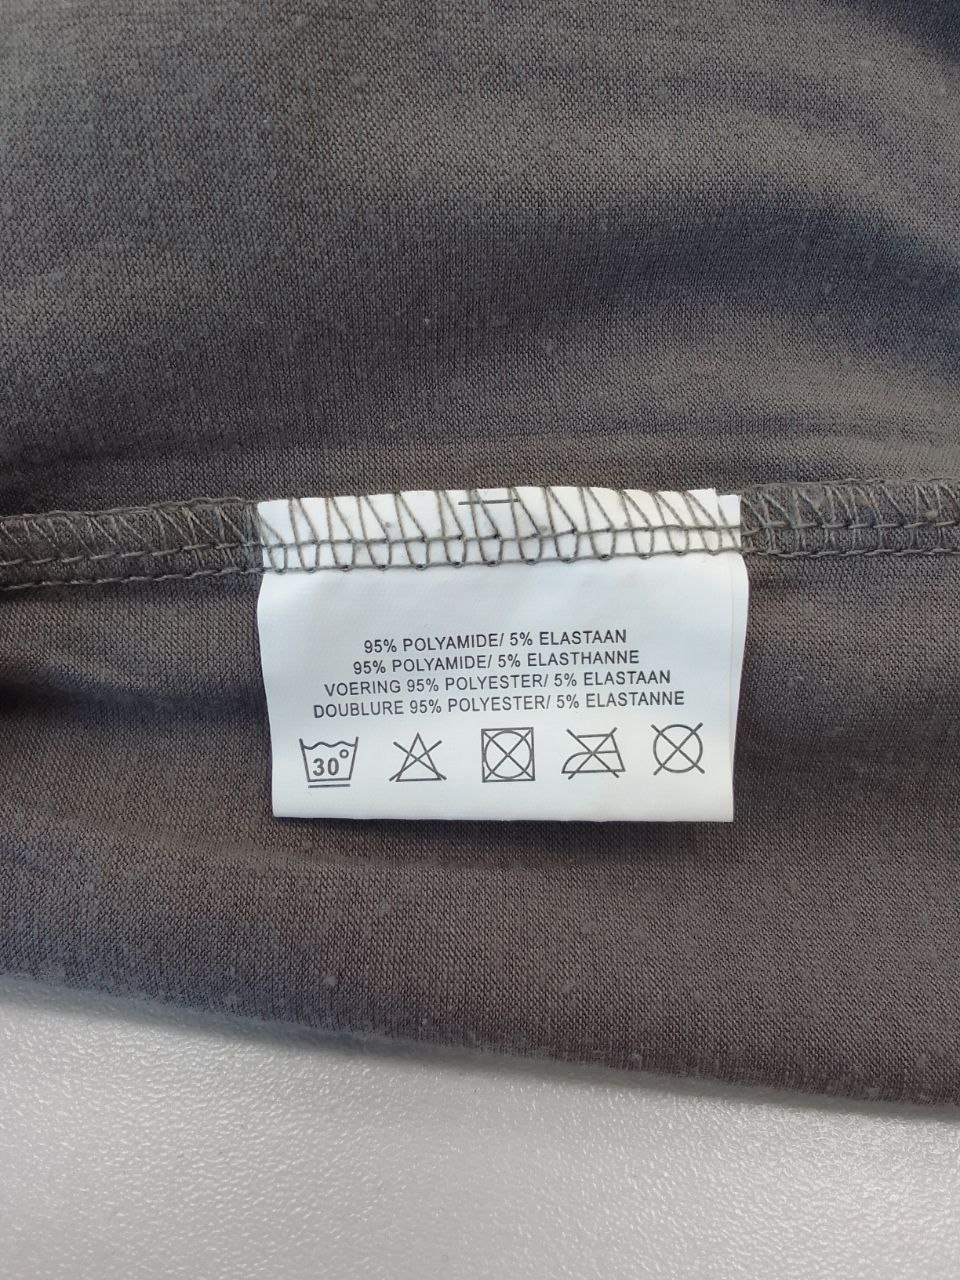 95% POLYAMIDE/ 5% ELASTAAN
95% POLYAMIDE/ 5% ELASTHANNE
VOERING 95% POLYESTER/ 5% ELASTAAN
DOUBLURE 95% POLYESTER/ 5% ELASTANNE
30°